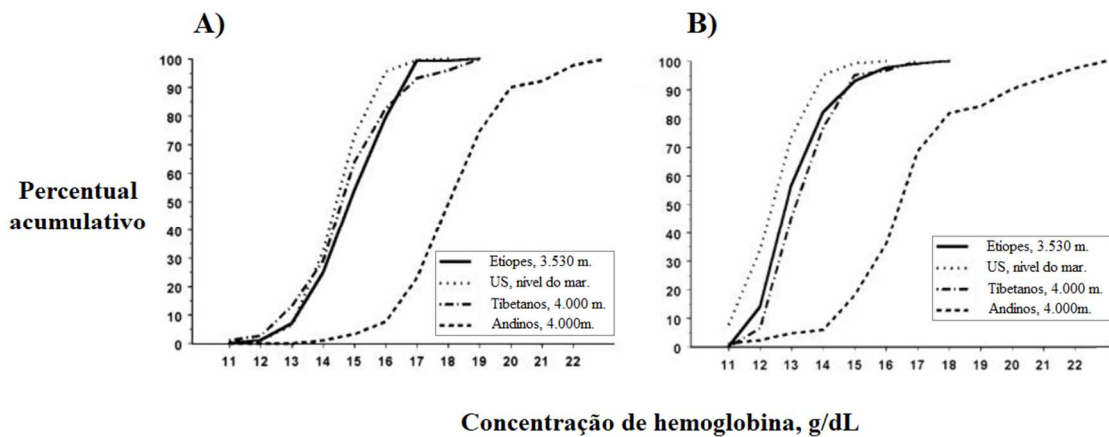 A)
B)
100
90
80
70
60
50
40
30
20
10
0
11 12 13 14 15 16 17 18 19 20 21 22
Etiopes, 3.530 m.
US, nível do mar.
Tibetanos, 4.000 m.
Andinos, 4.000m.
100
90
80
70
60
50
40
30
20
10
0
11 12 13 14 15 16 17 18 19 20 21 22
Etiopes, 3.530 m.
US, nível do mar.
Tibetanos, 4.000 m.
Andinos, 4.000m.
Percentual
acumulativo
Concentração de hemoglobina, g/dL